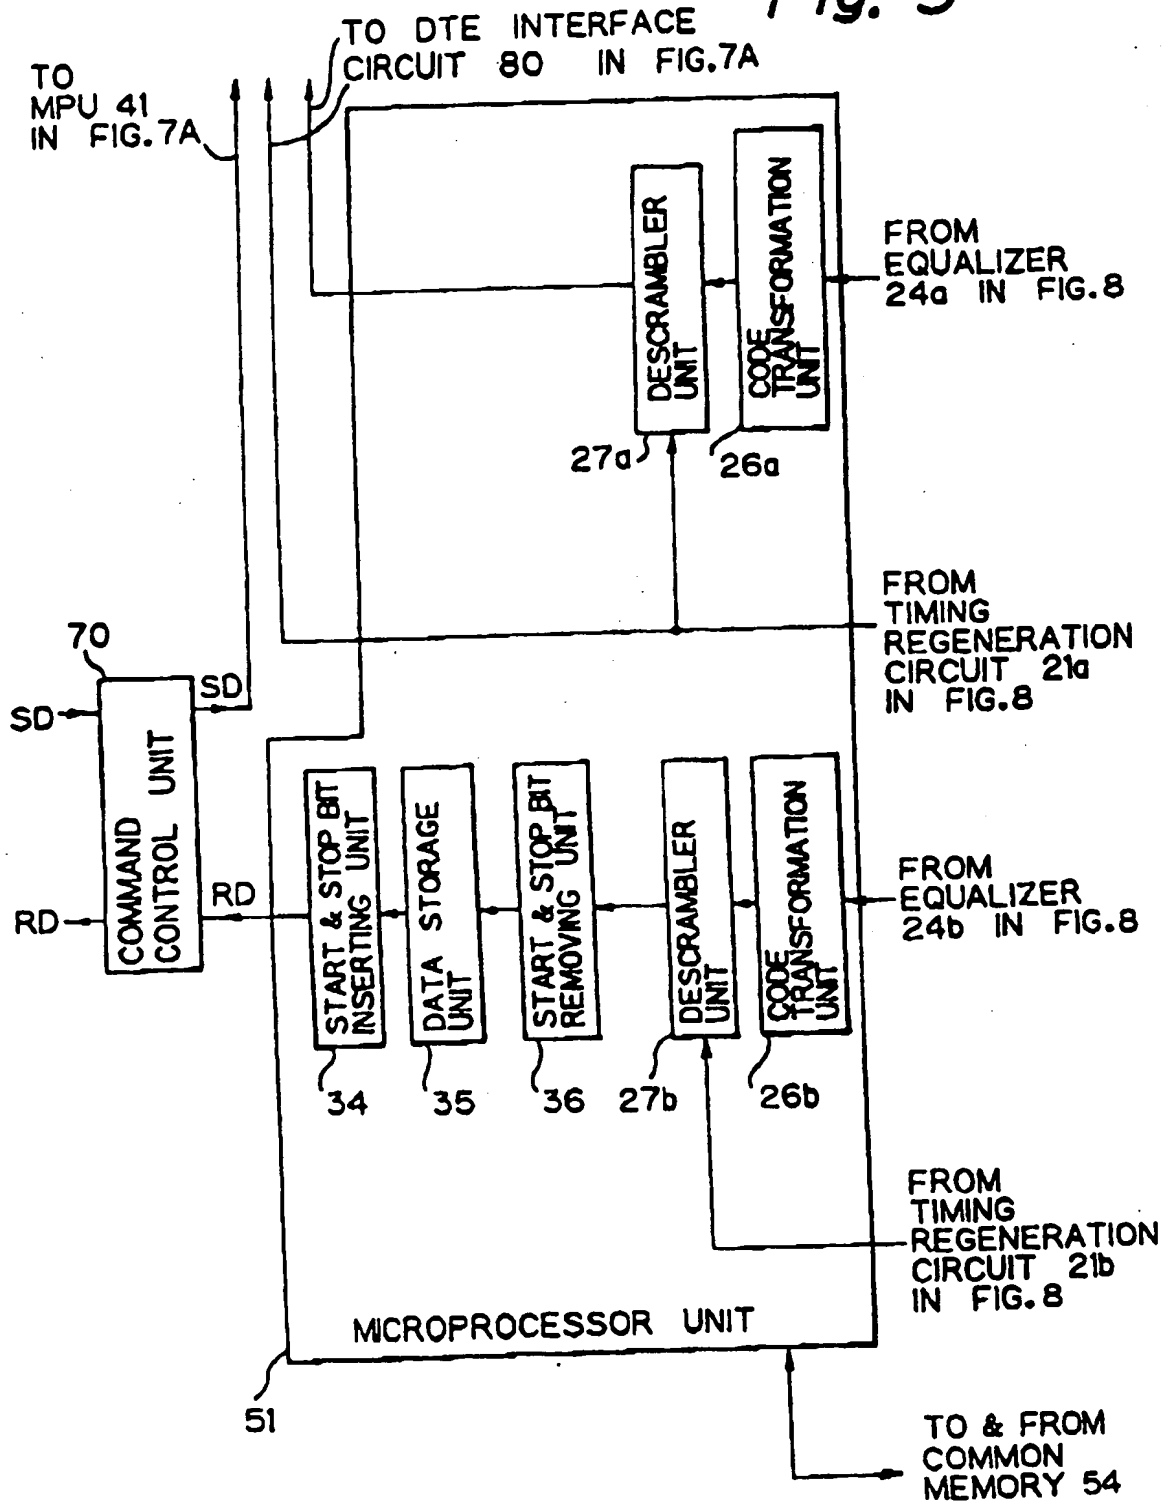 TO DTE INTERFACE
CIRCUIT 80 IN FIG.7A
TO
MPU 41
IN FIG.7A
DESCRAMBLER
UNIT
CODE
TRANSFORMATION
UNIT
FROM
EQUALIZER
24a IN FIG.8
27a
26a
FROM
TIMING
REGENERATION
CIRCUIT 21a
IN FIG.8
70
SD
SD
COMMAND
CONTROL UNIT
RD
RD
START & STOP BIT
INSERTING UNIT
DATA STORAGE
UNIT
START & STOP BIT
REMOVING UNIT
DESCRAMBLER
UNIT
CODE
TRANSFORMATION
UNIT
FROM
EQUALIZER
24b IN FIG.8
34
35
36
27b
26b
FROM
TIMING
REGENERATION
CIRCUIT 21b
IN FIG.8
MICROPROCESSOR UNIT
51
TO & FROM
COMMON
MEMORY 54